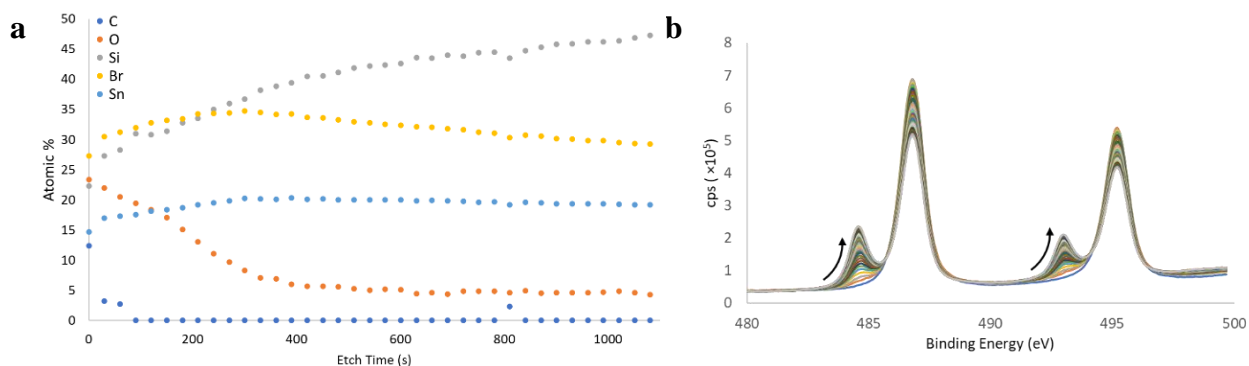 a
50
45
40
35
30
25
20
15
10
5
0
Atomic %
C
O
Si
Br
Sn
0
200
400
600
800
1000
Etch Time (s)
b
8
7
6
5
4
3
2
1
0
cps ( ×10⁵)
480
485
490
495
500
Binding Energy (eV)